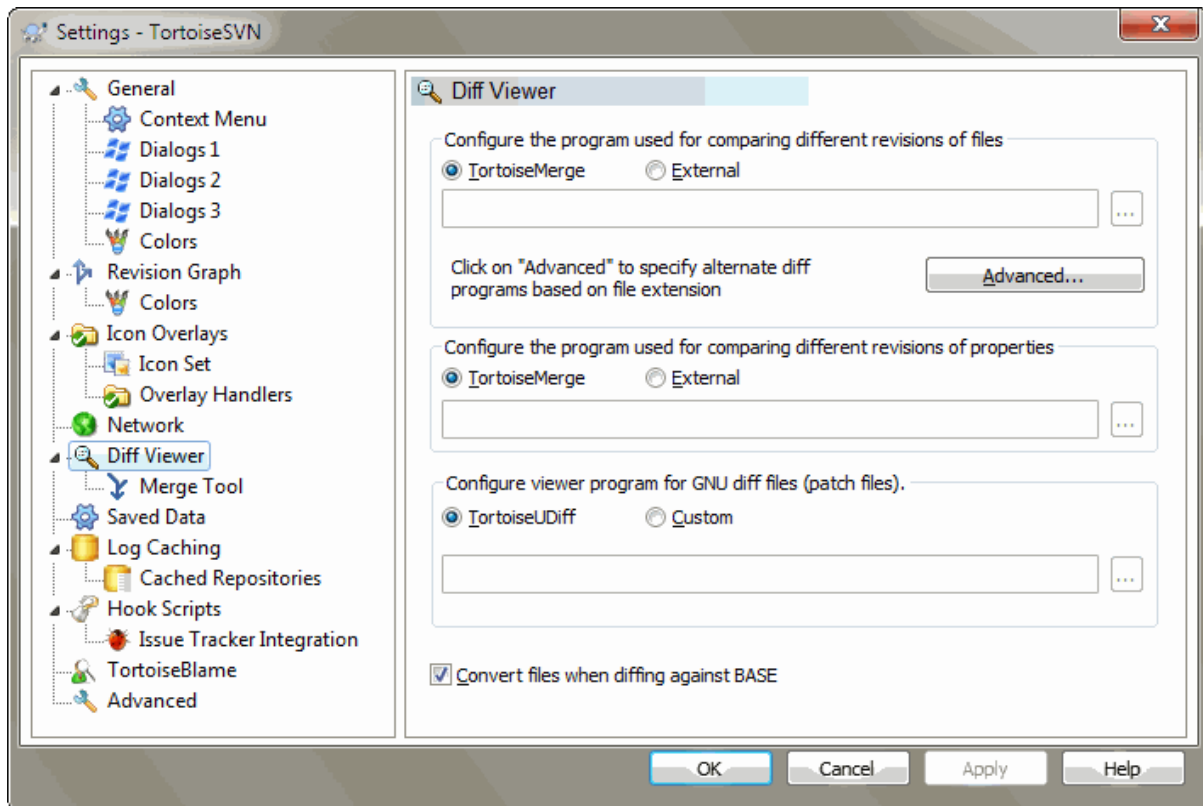 Settings - TortoiseSVN
General
Context Menu
Dialogs 1
Dialogs 2
Dialogs 3
Colors
Revision Graph
Colors
Icon Overlays
Icon Set
Overlay Handlers
Network
Diff Viewer
Merge Tool
Saved Data
Log Caching
Cached Repositories
Hook Scripts
Issue Tracker Integration
TortoiseBlame
Advanced
Diff Viewer
Configure the program used for comparing different revisions of files
TortoiseMerge External
...
Click on "Advanced" to specify alternate diff
programs based on file extension
Advanced...
Configure the program used for comparing different revisions of properties
TortoiseMerge External
...
Configure viewer program for GNU diff files (patch files).
TortoiseUDiff Custom
...
Convert files when diffing against BASE
OK Cancel Apply Help